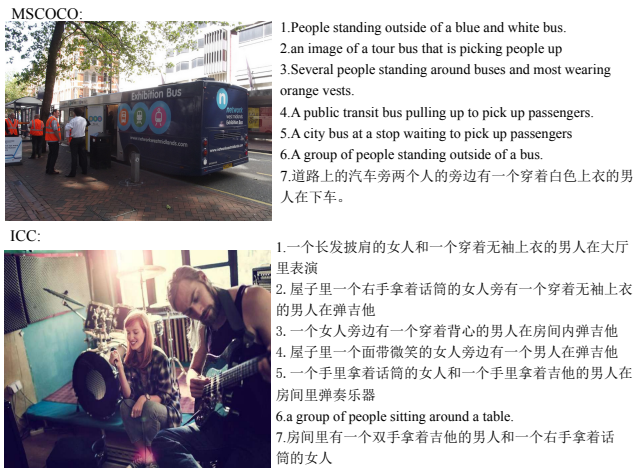 MSCOCO:
Exhibition Bus
n
Network
1.People standing outside of a blue and white bus.
2.an image of a tour bus that is picking people up
3.Several people standing around buses and most wearing
orange vests.
4.A public transit bus pulling up to pick up passengers.
5.A city bus at a stop waiting to pick up passengers
6.A group of people standing outside of a bus.
7.道路上的汽车旁两个人的旁边有一个穿着白色上衣的男
人在下车。
ICC:
1.一个长发披肩的女人和一个穿着无袖上衣的男人在大厅
里表演
2. 屋子里一个右手拿着话筒的女人旁有一个穿着无袖上衣
的男人在弹吉他
3. 一个女人旁边有一个穿着背心的男人在房间内弹吉他
4. 屋子里一个面带微笑的女人旁边有一个男人在弹吉他
5. 一个手里拿着话筒的女人和一个手里拿着吉他的男人在
房间里弹奏乐器
6.a group of people sitting around a table.
7.房间里有一个双手拿着吉他的男人和一个右手拿着话
筒的女人